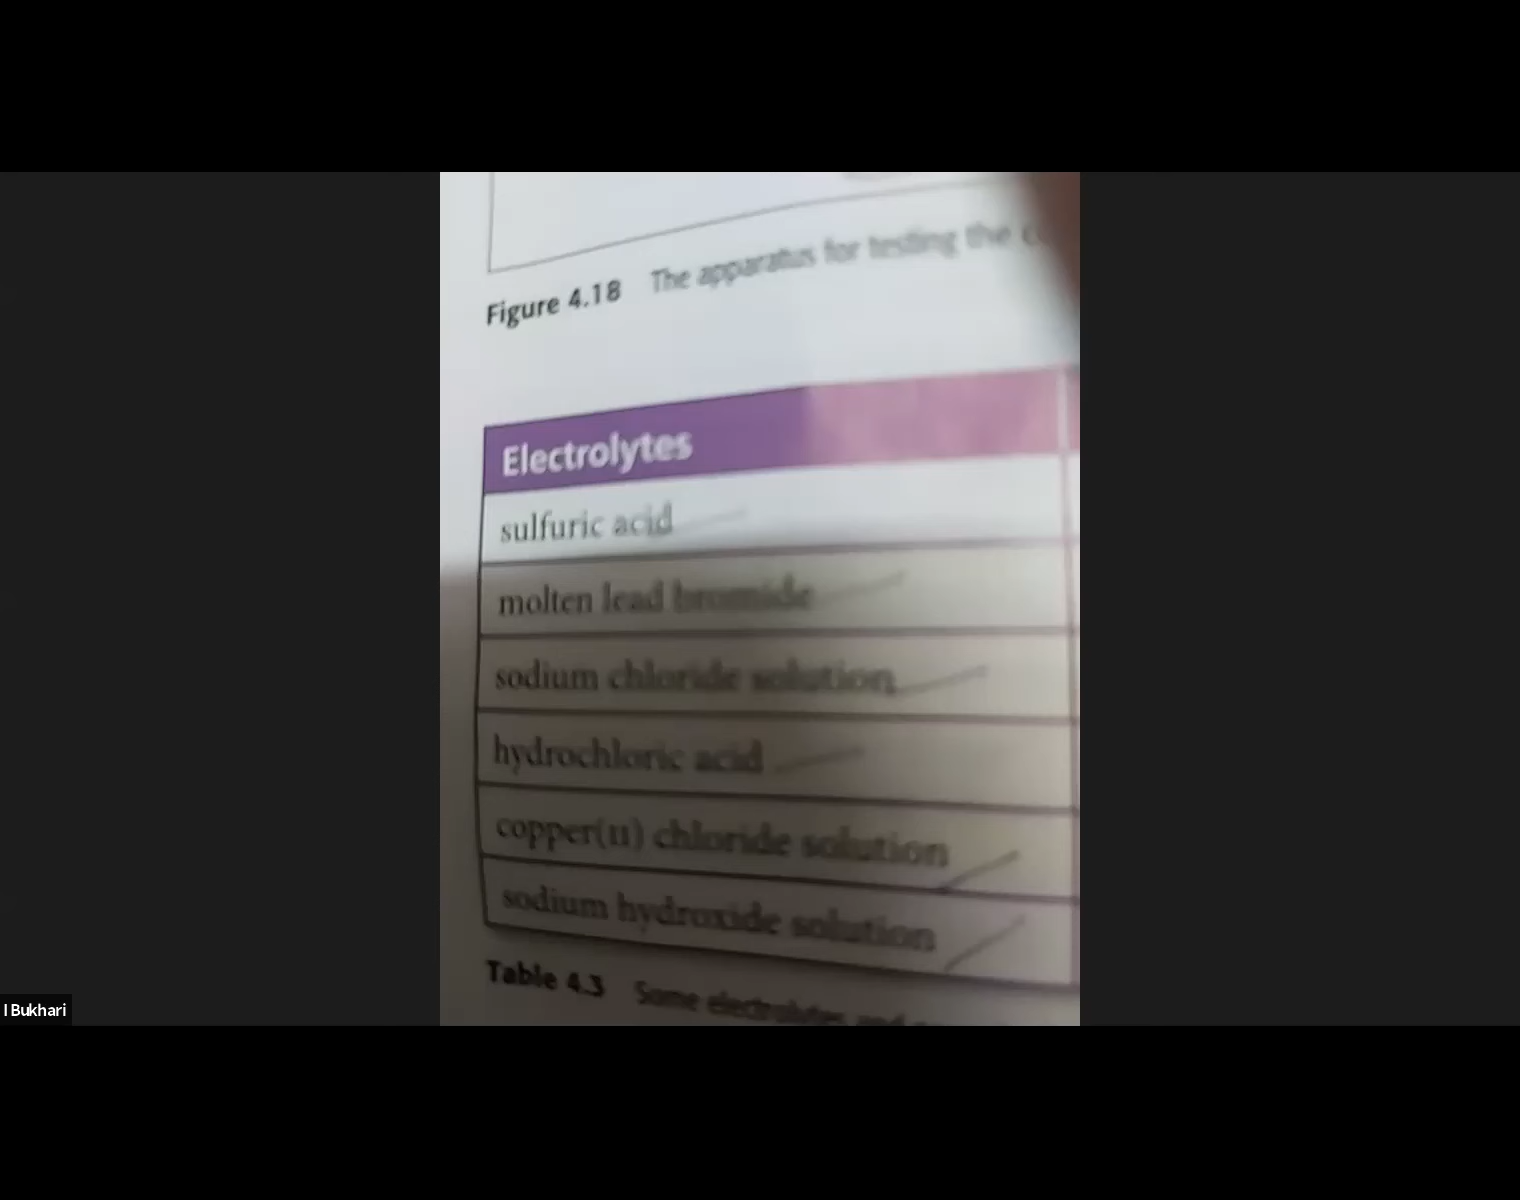 Figure 4.18 The apparatus for testing the
Electrolytes
sulfuric acid
molten lead bromide
sodium chloride solution
hydrochloric acid
copper(II) chloride solution
sodium hydroxide solution
Table 4.3 Some electrolytes and
I Bukhari